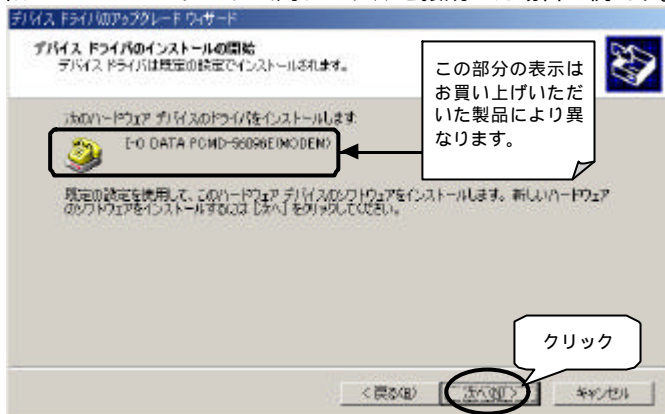 デバイス ドライバのアップグレード ウィザード
デバイス ドライバのインストールの開始
デバイス ドライバは既定の設定でインストールされます。
この部分の表示は
お買い上げいただ
いた製品により異
なります。
次のハードウェア デバイスのドライバをインストールします:
I-O DATA PCMD-56096E(MODEM)
既定の設定を使用して、このハードウェア デバイスのソフトウェアをインストールします。新しいハードウェア
のソフトウェアをインストールするには [次へ] をクリックしてください。
クリック
< 戻る(B)
次へ(N) >
キャンセル